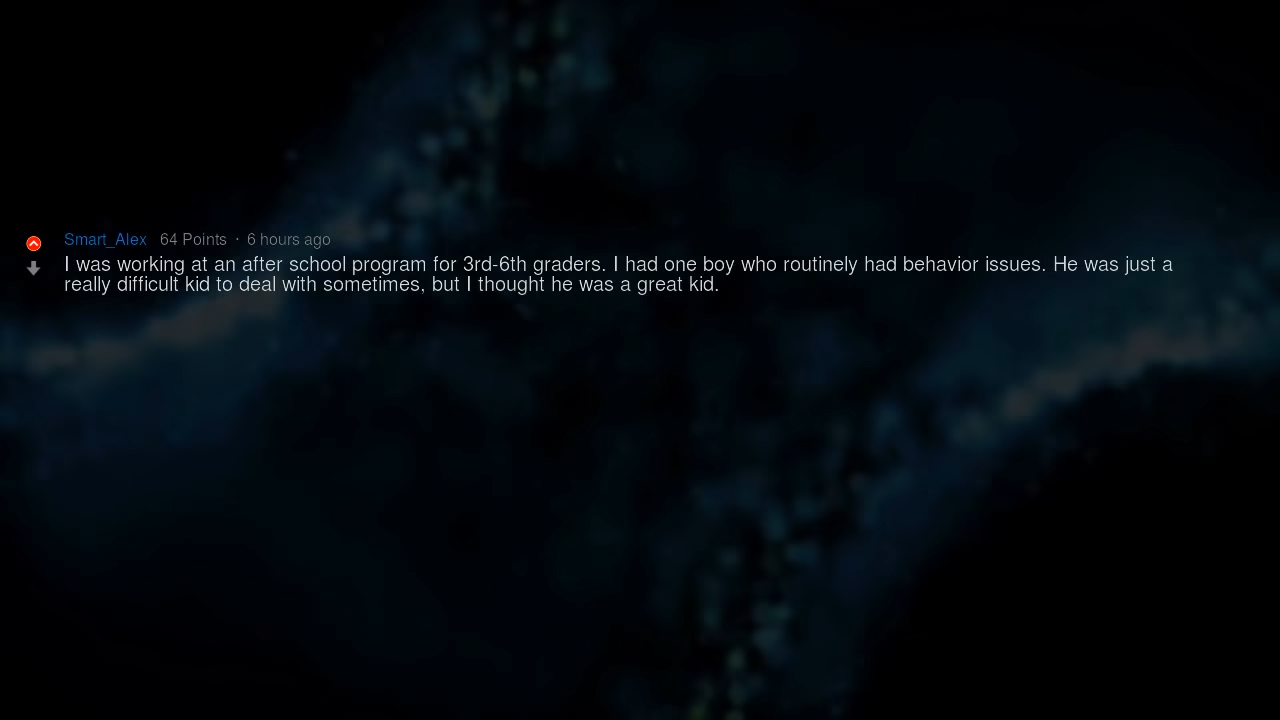 Smart_Alex 64 Points · 6 hours ago
I was working at an after school program for 3rd-6th graders. I had one boy who routinely had behavior issues. He was just a
really difficult kid to deal with sometimes, but I thought he was a great kid.